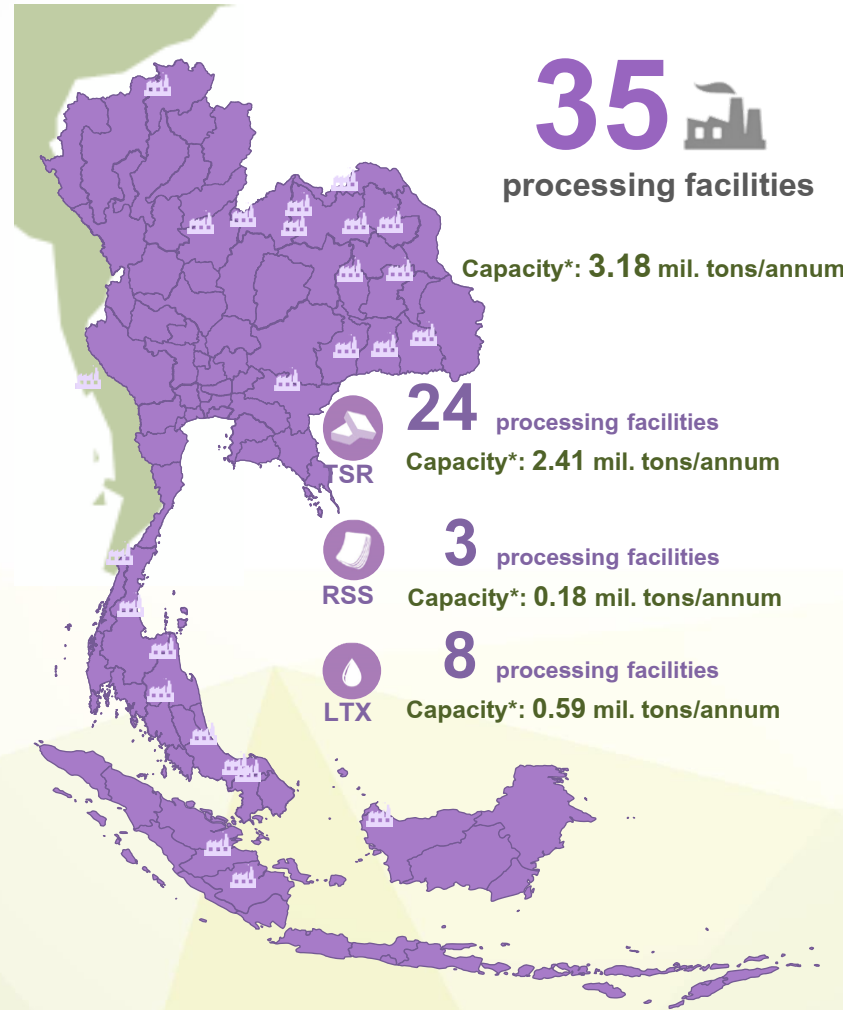 35
processing facilities
Capacity*: 3.18 mil. tons/annum
24 processing facilities
Capacity*: 2.41 mil. tons/annum
TSR
3 processing facilities
Capacity*: 0.18 mil. tons/annum
RSS
8 processing facilities
Capacity*: 0.59 mil. tons/annum
LTX